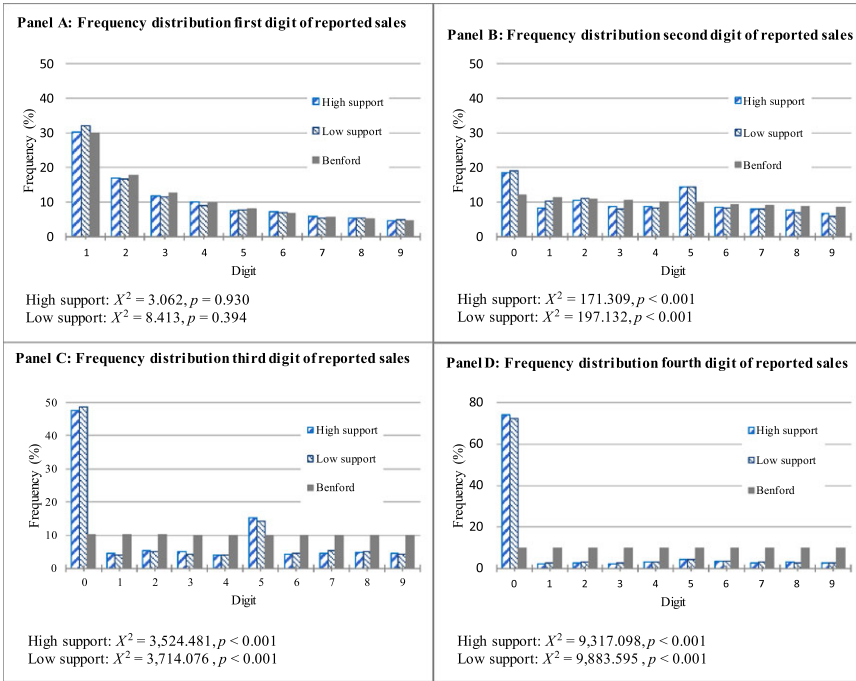 Panel A: Frequency distribution first digit of reported sales
50
40
30
20
10
0
Frequency (%)
High support
Low support
Benford
1 2 3 4 5 6 7 8 9
Digit
High support: X² = 3.062, p = 0.930
Low support: X² = 8.413, p = 0.394
Panel B: Frequency distribution second digit of reported sales
50
40
30
20
10
0
Frequency (%)
High support
Low support
Benford
0 1 2 3 4 5 6 7 8 9
Digit
High support: X² = 171.309, p < 0.001
Low support: X² = 197.132, p < 0.001
Panel C: Frequency distribution third digit of reported sales
50
40
30
20
10
0
Frequency (%)
High support
Low support
Benford
0 1 2 3 4 5 6 7 8 9
Digit
High support: X² = 3,524.481, p < 0.001
Low support: X² = 3,714.076, p < 0.001
Panel D: Frequency distribution fourth digit of reported sales
80
60
40
20
0
Frequency (%)
High support
Low support
Benford
0 1 2 3 4 5 6 7 8 9
Digit
High support: X² = 9,317.098, p < 0.001
Low support: X² = 9,883.595 , p < 0.001